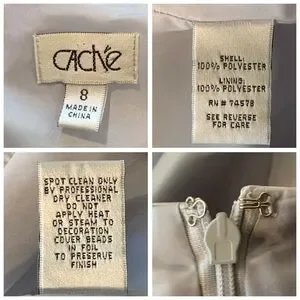 CACHÉ
8
MADE IN
CHINA
SHELL:
100% POLYESTER
LINING:
100% POLYESTER
RN# 74578
SEE REVERSE
FOR CARE
SPOT CLEAN ONLY
BY PROFESSIONAL
DRY CLEANER
DO NOT
APPLY HEAT
OR STEAM TO
DECORATION
COVER BEADS
IN FOIL
TO PRESERVE
FINISH